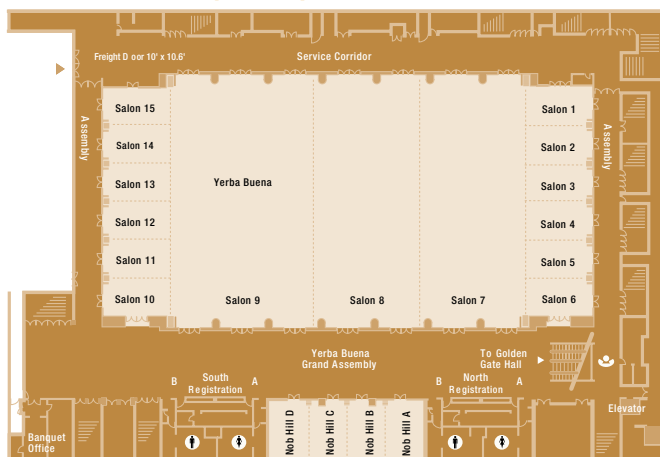 Freight D oor 10' x 10.6'
Service Corridor
Assembly
Assembly
Salon 15
Salon 14
Salon 13
Salon 12
Salon 11
Salon 10
Yerba Buena
Salon 9
Salon 8
Salon 7
Salon 1
Salon 2
Salon 3
Salon 4
Salon 5
Salon 6
Yerba Buena
Grand Assembly
To Golden
Gate Hall
B
South
Registration
A
B
North
Registration
A
Elevator
Banquet
Office
Nob Hill D
Nob Hill C
Nob Hill B
Nob Hill A